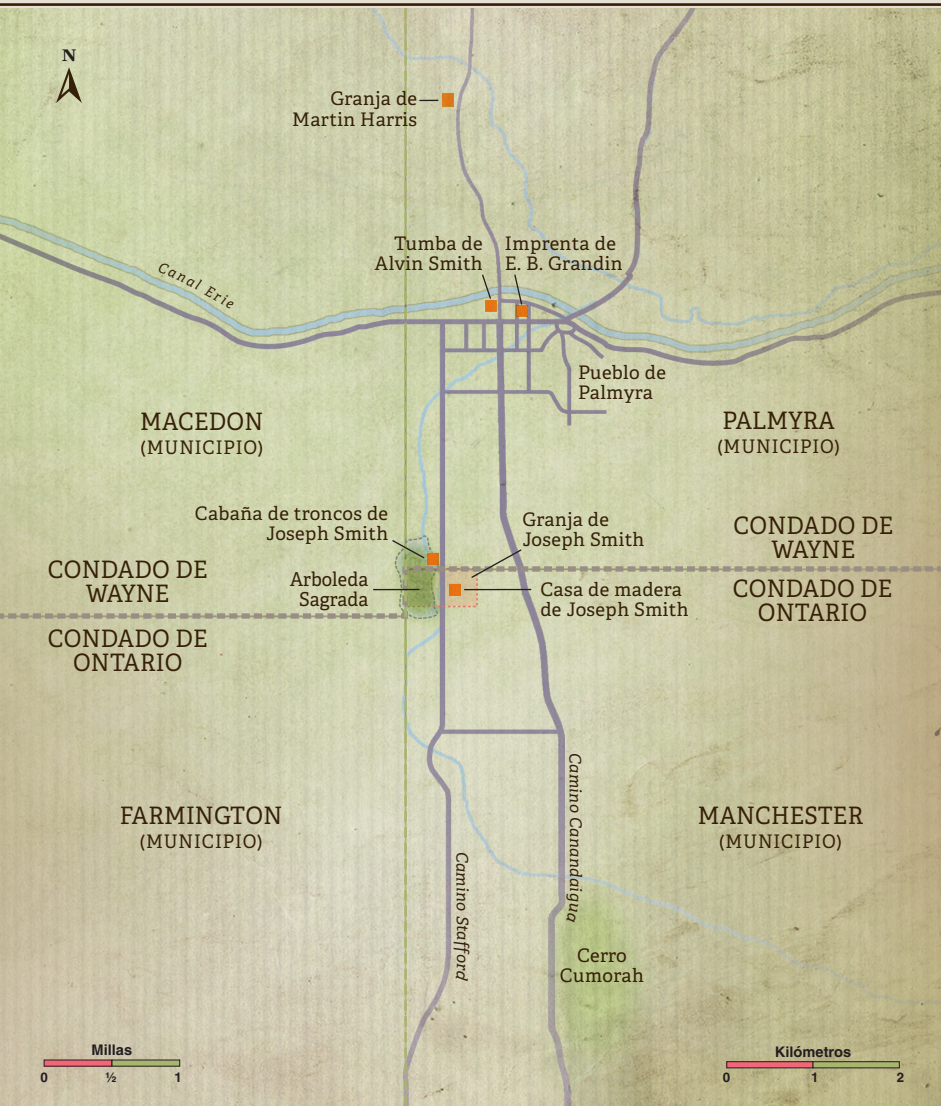 N
Granja de
Martin Harris
Tumba de
Alvin Smith
Imprenta de
E. B. Grandin
Canal Erie
Pueblo de
Palmyra
MACEDON
(MUNICIPIO)
PALMYRA
(MUNICIPIO)
Cabaña de troncos de
Joseph Smith
Granja de
Joseph Smith
CONDADO DE
WAYNE
CONDADO DE
WAYNE
Arboleda
Sagrada
Casa de madera
de Joseph Smith
CONDADO DE
ONTARIO
CONDADO DE
ONTARIO
Camino Canandaigua
FARMINGTON
(MUNICIPIO)
MANCHESTER
(MUNICIPIO)
Camino Stafford
Cerro
Cumorah
Millas
0 ½ 1
Kilómetros
0 1 2